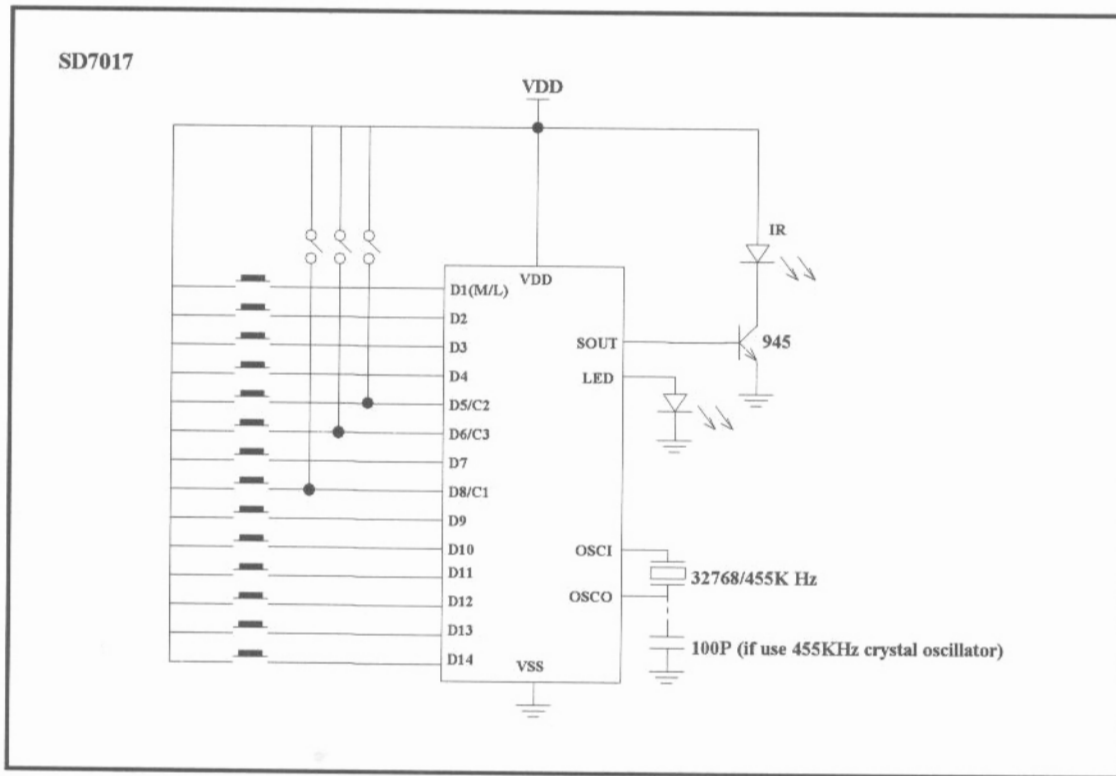 SD7017
VDD
IR
VDD
D1(M/L)
D2
D3
D4
D5/C2
D6/C3
D7
D8/C1
D9
D10
D11
D12
D13
D14
VSS
SOUT
LED
945
OSCI
OSCO
32768/455K Hz
100P (if use 455KHz crystal oscillator)